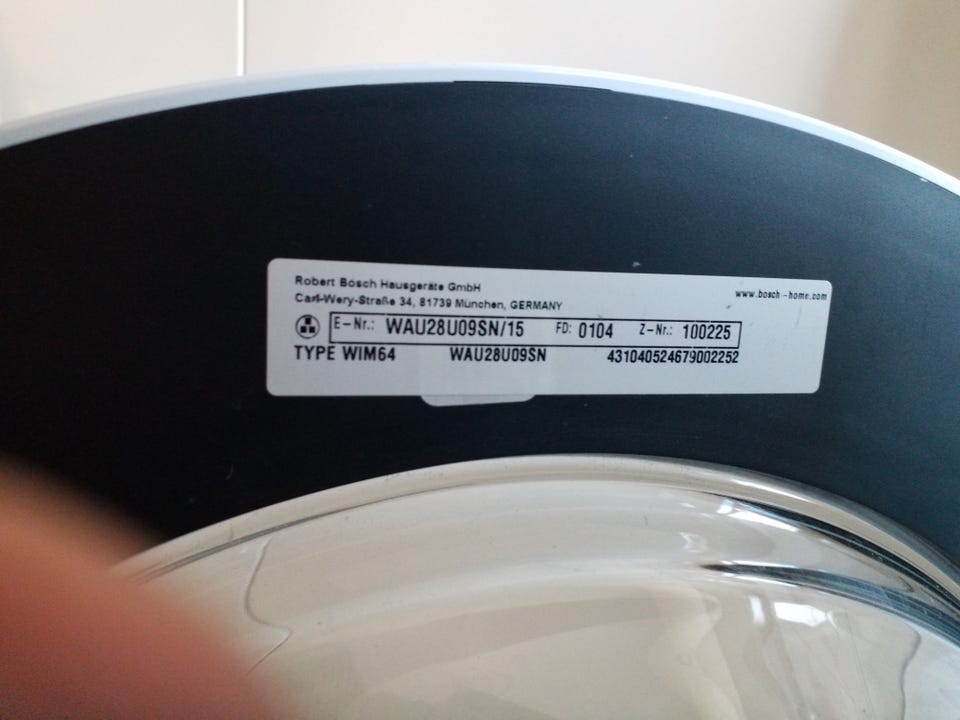 Robert Bosch Hausgeräte GmbH
Carl-Wery-Straße 34, 81739 München, GERMANY
www.bosch-home.com
E-Nr.: WAU28U09SN/15 FD: 0104 Z-Nr.: 100225
TYPE WIM64 WAU28U09SN 431040524679002252